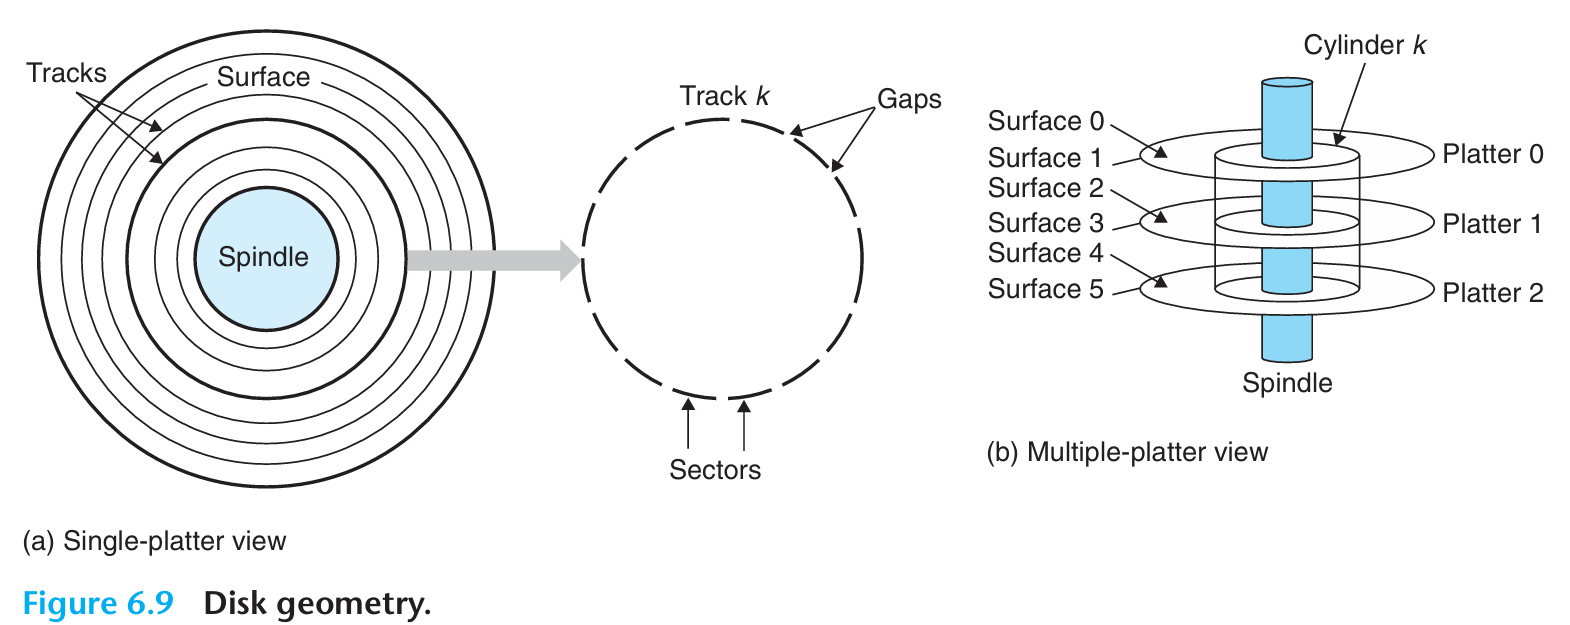 Tracks
Surface
Spindle
Track k
Gaps
Sectors
(a) Single-platter view
Cylinder k
Surface 0
Surface 1
Surface 2
Surface 3
Surface 4
Surface 5
Platter 0
Platter 1
Platter 2
Spindle
(b) Multiple-platter view
Figure 6.9 Disk geometry.